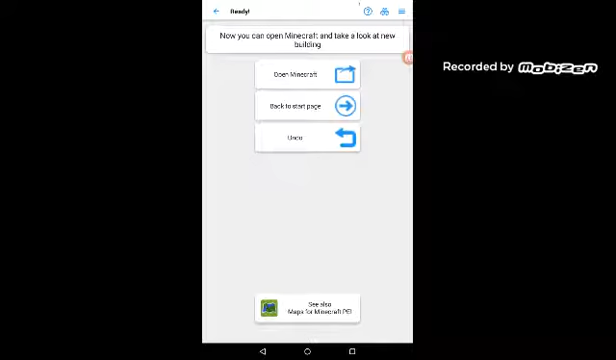 Ready!
Now you can open Minecraft and take a look at new
building
Open Minecraft
Back to start page
Undo
See also
Maps for Minecraft PE!
Recorded by mobizen